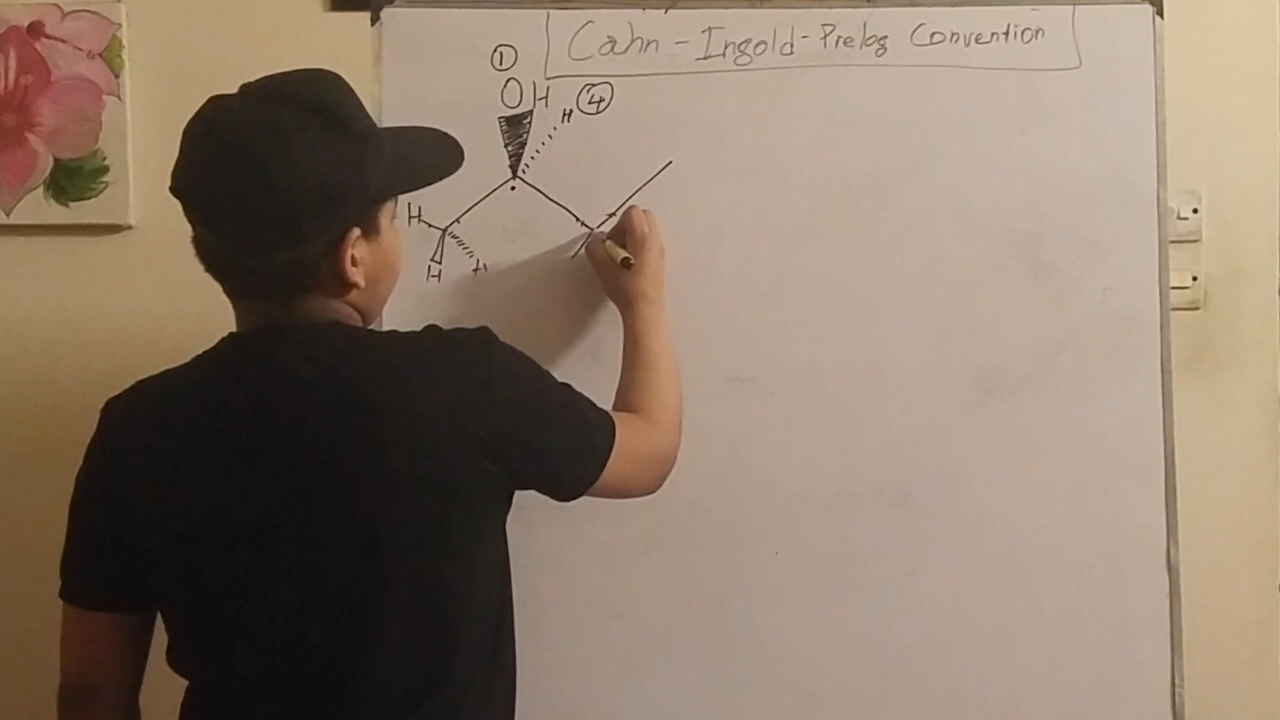 Cahn - Ingold - Prelog Convention
①
OH H ④
H
H H